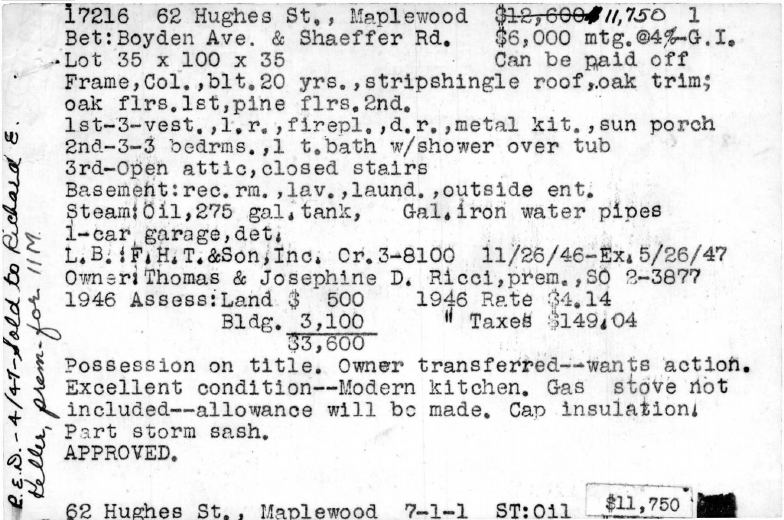 17216 62 Hughes St., Maplewood $12,600 $11,750 1
Bet:Boyden Ave. & Shaeffer Rd. $6,000 mtg.@4%-G.I.
Lot 35 x 100 x 35 Can be paid off
Frame,Col.,blt.20 yrs.,stripshingle roof,oak trim;
oak flrs.1st,pine flrs.2nd.
1st-3-vest.,l.r.,firepl.,d.r.,metal kit.,sun porch
2nd-3-3 bedrms.,1 t.bath w/shower over tub
3rd-Open attic,closed stairs
Basement:rec.rm.,lav.,laund.,outside ent.
Steam:Oil,275 gal.tank, Gal.iron water pipes
1-car garage,det.
L.B.:F.H.T.&Son,Inc. Or.3-8100 11/26/46-Ex.5/26/47
Owner:Thomas & Josephine D. Ricci,prem.,SO 2-3877
1946 Assess:Land $ 500 1946 Rate $4.14
Bldg. 3,100 " Taxes $149.04
$3,600
Possession on title. Owner transferred--wants action.
Excellent condition--Modern kitchen. Gas stove not
included--allowance will be made. Cap insulation.
Part storm sash.
APPROVED.
62 Hughes St., Maplewood 7-1-1 ST:Oil $11,750
R.E.D. - 4/47 - Sold to Richard E.
Keller, prem. - for 11M.